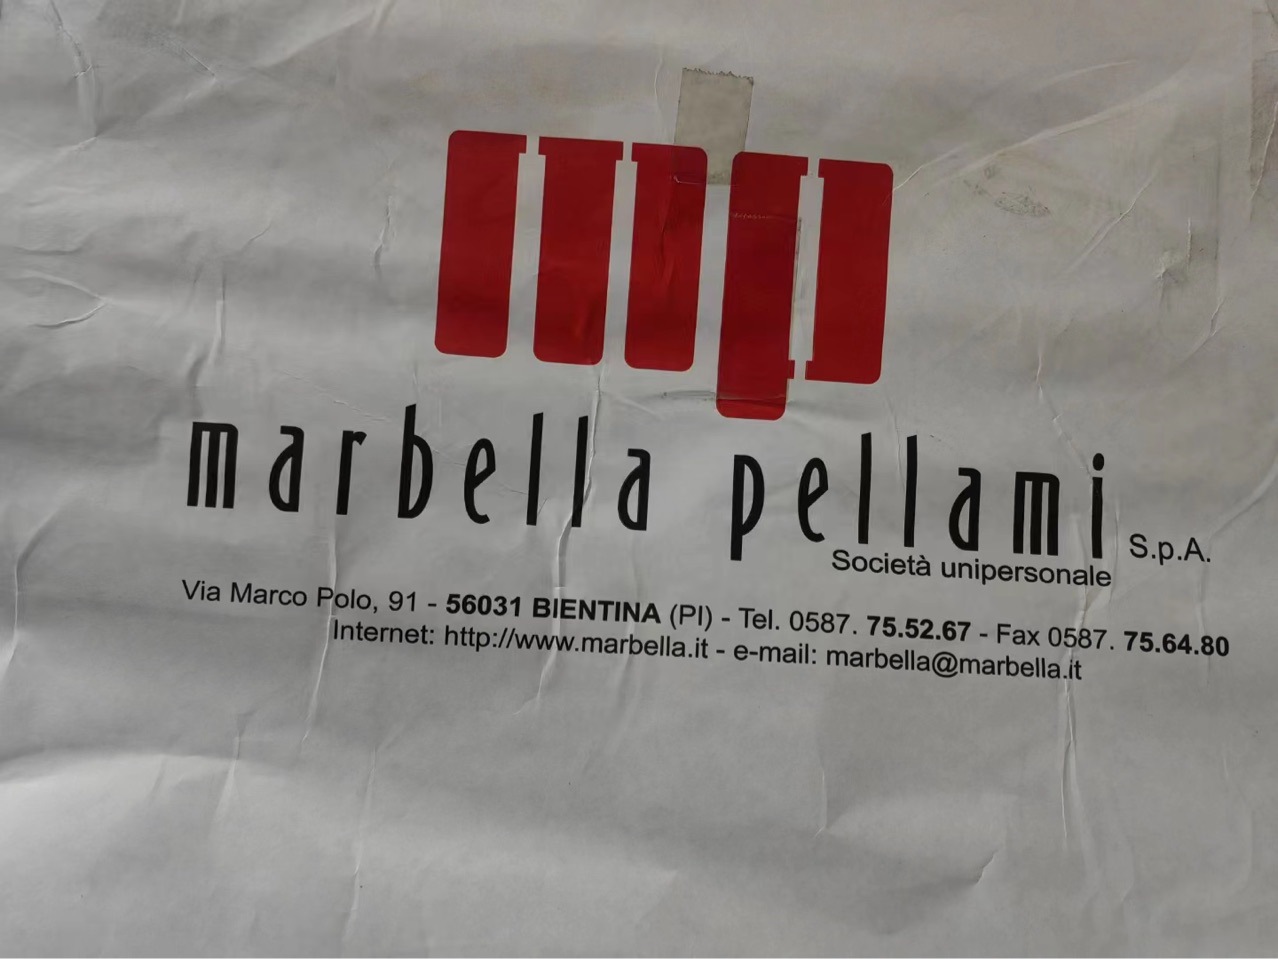 mp
marbella pellami S.p.A.
Società unipersonale
Via Marco Polo, 91 - 56031 BIENTINA (PI) - Tel. 0587. 75.52.67 - Fax 0587. 75.64.80
Internet: http://www.marbella.it - e-mail: marbella@marbella.it